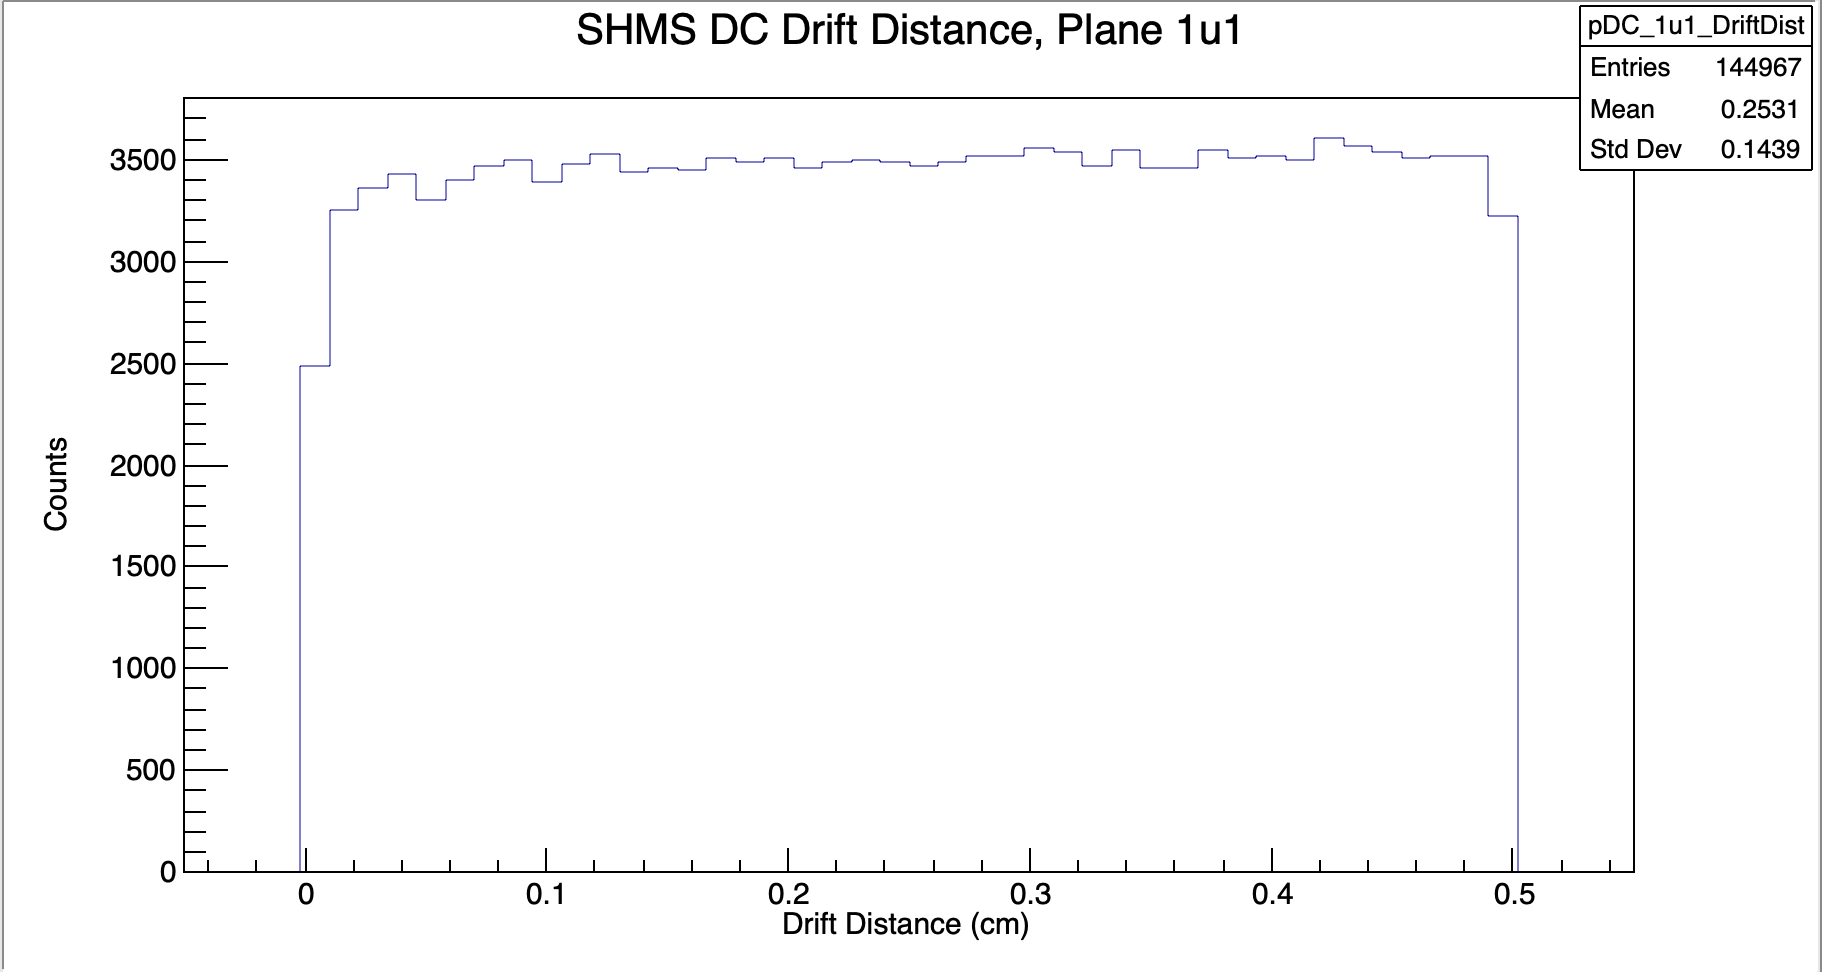 SHMS DC Drift Distance, Plane 1u1
pDC_1u1_DriftDist
Entries 144967
Mean 0.2531
Std Dev 0.1439
Counts
3500
3000
2500
2000
1500
1000
500
0
0 0.1 0.2 0.3 0.4 0.5
Drift Distance (cm)